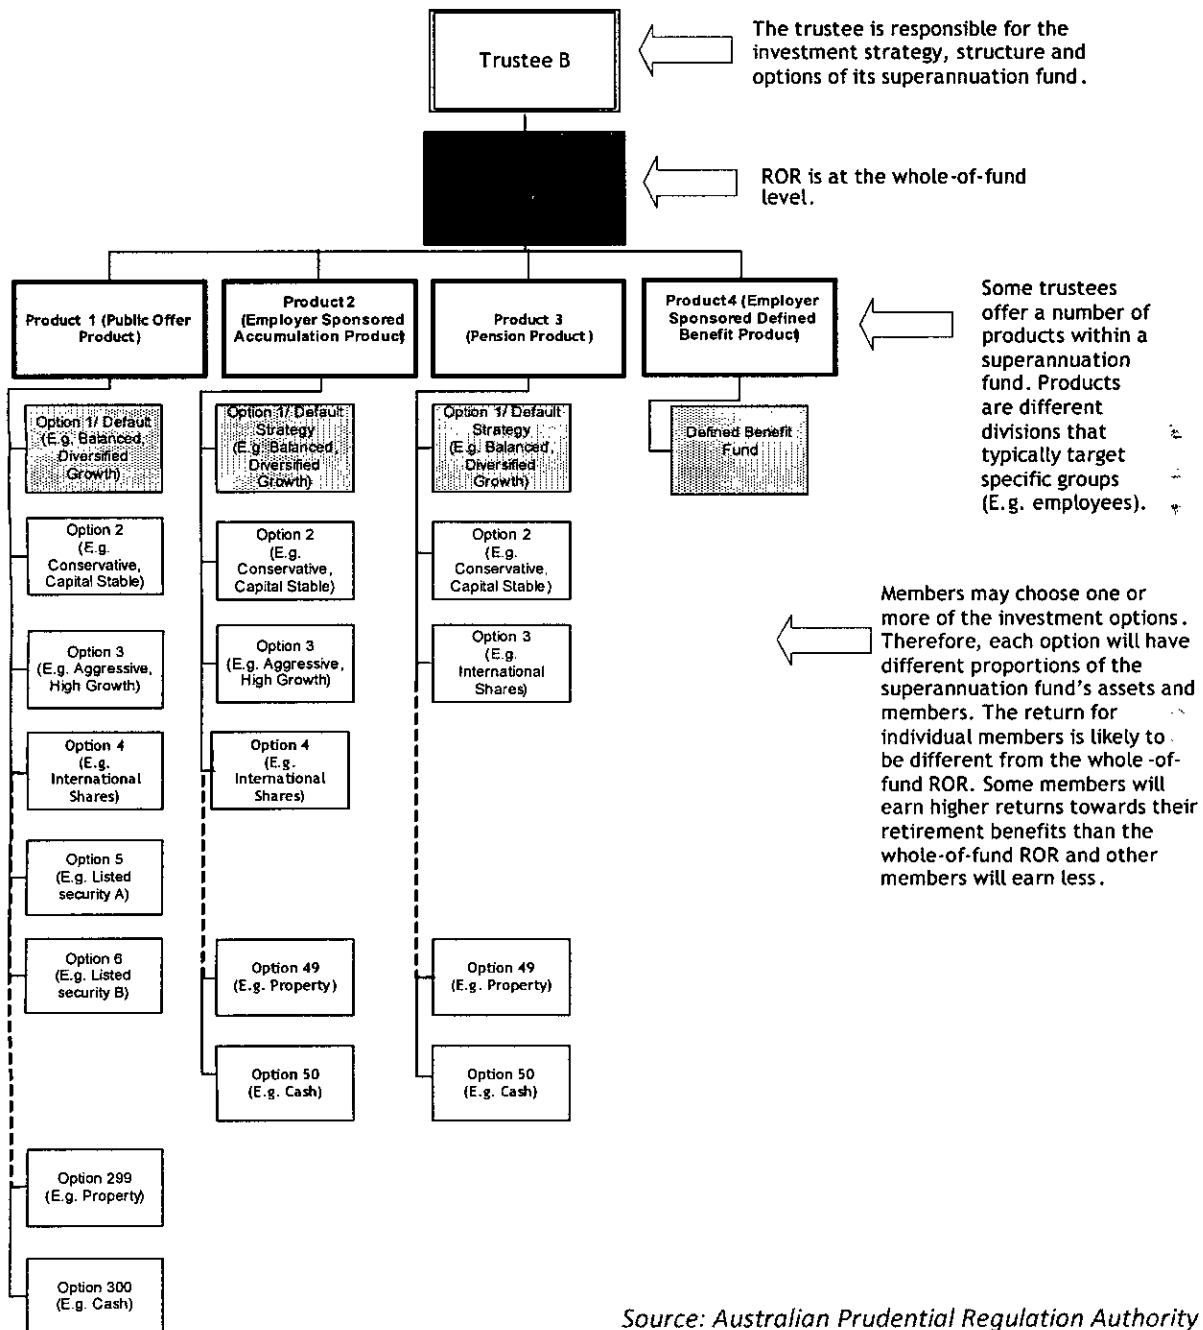 Trustee B
The trustee is responsible for the
investment strategy, structure and
options of its superannuation fund.
ROR is at the whole-of-fund
level.
Product 1 (Public Offer
Product)
Product 2
(Employer Sponsored
Accumulation Product)
Product 3
(Pension Product)
Product 4 (Employer
Sponsored Defined
Benefit Product)
Some trustees
offer a number of
products within a
superannuation
fund. Products
are different
divisions that
typically target
specific groups
(E.g. employees).
Option 1/ Default
(E.g. Balanced,
Diversified
Growth)
Option 2
(E.g.
Conservative,
Capital Stable)
Option 3
(E.g. Aggressive,
High Growth)
Option 4
(E.g.
International
Shares)
Option 5
(E.g. Listed
security A)
Option 6
(E.g. Listed
security B)
Option 299
(E.g. Property)
Option 300
(E.g. Cash)
Option 1/ Default
Strategy
(E.g. Balanced,
Diversified
Growth)
Option 2
(E.g.
Conservative,
Capital Stable)
Option 3
(E.g. Aggressive,
High Growth)
Option 4
(E.g.
International
Shares)
Option 49
(E.g. Property)
Option 50
(E.g. Cash)
Option 1/ Default
Strategy
(E.g. Balanced,
Diversified
Growth)
Option 2
(E.g.
Conservative,
Capital Stable)
Option 3
(E.g.
International
Shares)
Option 49
(E.g. Property)
Option 50
(E.g. Cash)
Defined Benefit
Fund
Members may choose one or
more of the investment options.
Therefore, each option will have
different proportions of the
superannuation fund's assets and
members. The return for
individual members is likely to
be different from the whole-of-
fund ROR. Some members will
earn higher returns towards their
retirement benefits than the
whole-of-fund ROR and other
members will earn less.
Source: Australian Prudential Regulation Authority